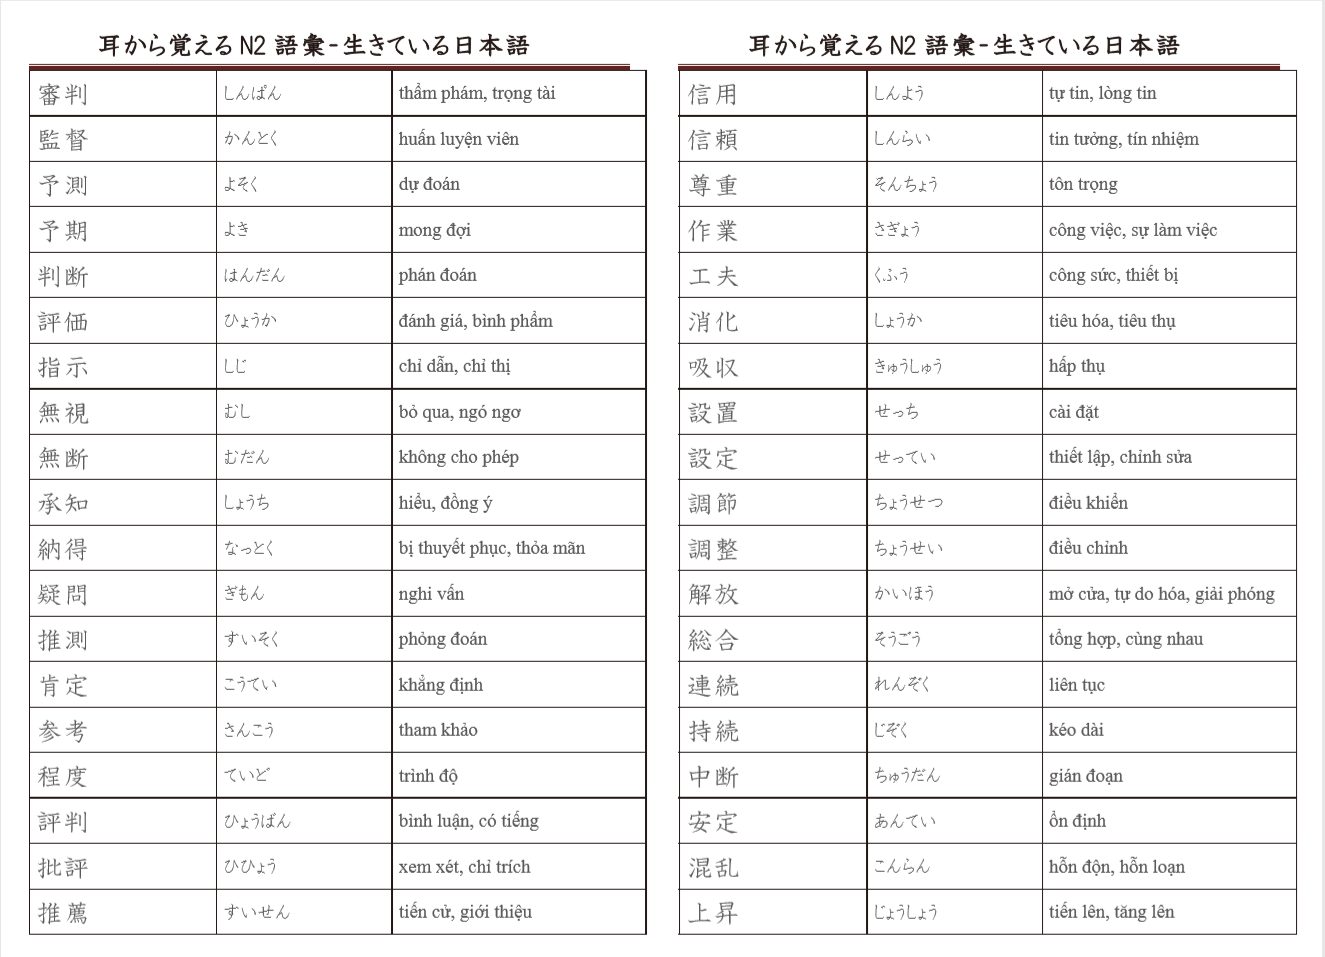 耳から覚える N2 語彙 - 生きている日本語
審判 しんぱん thẩm phám, trọng tài
監督 かんとく huấn luyện viên
予測 よそく dự đoán
予期 よき mong đợi
判断 はんだん phán đoán
評価 ひょうか đánh giá, bình phẩm
指示 しじ chỉ dẫn, chỉ thị
無視 むし bỏ qua, ngó ngơ
無断 むだん không cho phép
承知 しょうち hiểu, đồng ý
納得 なっとく bị thuyết phục, thỏa mãn
疑問 ぎもん nghi vấn
推測 すいそく phỏng đoán
肯定 こうてい khẳng định
参考 さんこう tham khảo
程度 ていど trình độ
評判 ひょうばん bình luận, có tiếng
批評 ひひょう xem xét, chỉ trích
推薦 すいせん tiến cử, giới thiệu
耳から覚える N2 語彙 - 生きている日本語
信用 しんよう tự tin, lòng tin
信頼 しんらい tin tưởng, tín nhiệm
尊重 そんちょう tôn trọng
作業 さぎょう công việc, sự làm việc
工夫 くふう công sức, thiết bị
消化 しょうか tiêu hóa, tiêu thụ
吸収 きゅうしゅう hấp thụ
設置 せっち cài đặt
設定 せってい thiết lập, chỉnh sửa
調節 ちょうせつ điều khiển
調整 ちょうせい điều chỉnh
解放 かいほう mở cửa, tự do hóa, giải phóng
総合 そうごう tổng hợp, cùng nhau
連続 れんぞく liên tục
持続 じぞく kéo dài
中断 ちゅうだん gián đoạn
安定 あんてい ổn định
混乱 こんらん hỗn độn, hỗn loạn
上昇 じょうしょう tiến lên, tăng lên